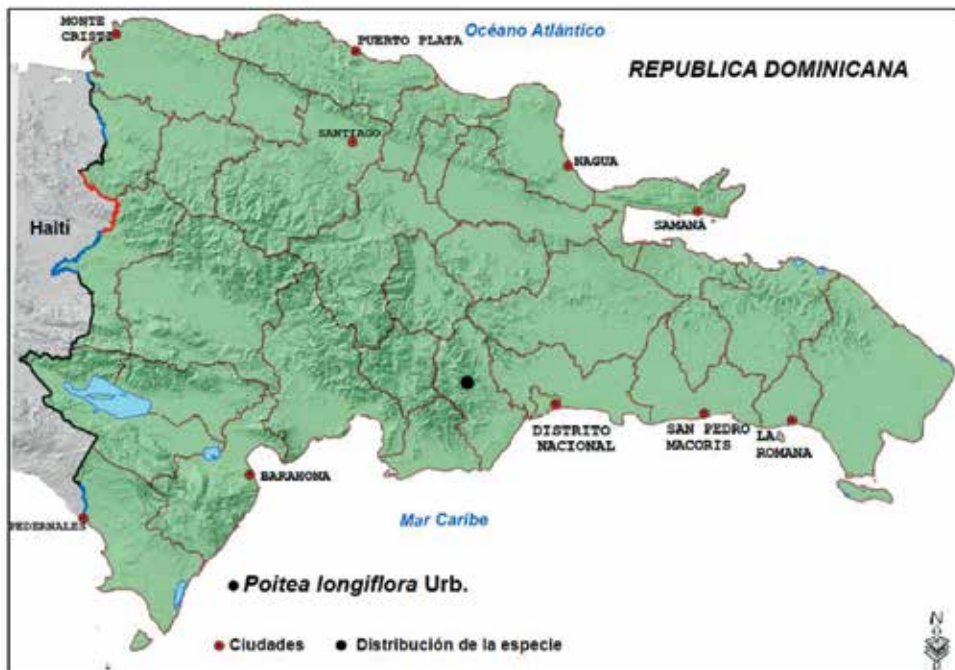 MONTE
CRISTI
Océano Atlántico
PUERTO PLATA
REPUBLICA DOMINICANA
SANTIAGO
NAGUA
Haití
SAMANÁ
DISTRITO
NACIONAL
SAN PEDRO
MACORIS
LA
ROMANA
BARAHONA
PEDERNALES
Mar Caribe
Poitea longiflora Urb.
Ciudades
Distribución de la especie
N